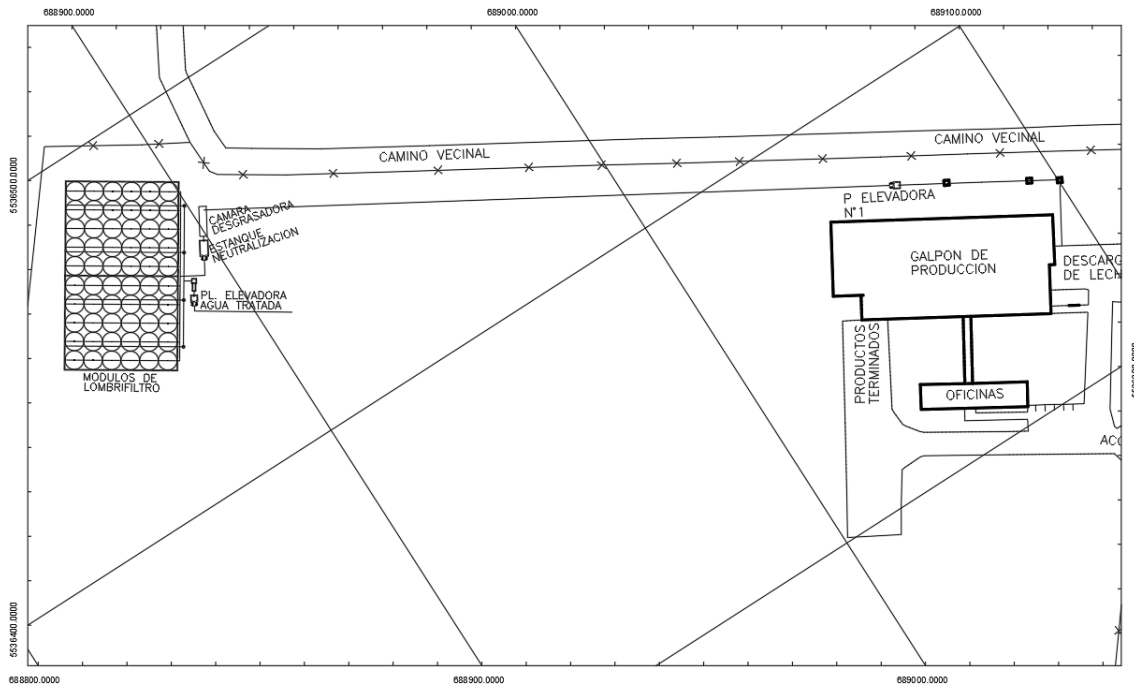 688900.0000
689000.0000
689100.0000
CAMINO VECINAL
CAMINO VECINAL
5536500.0000
P ELEVADORA
N°1
CAMARA
DESGRASADORA
ESTANQUE
NEUTRALIZACION
GALPON DE
PRODUCCION
DESCARG
DE LECH
PL. ELEVADORA
AGUA TRATADA
PRODUCTOS
TERMINADOS
MODULOS DE
LOMBRIFILTRO
OFICINAS
ACC
5536400.0000
688800.0000
688900.0000
689000.0000